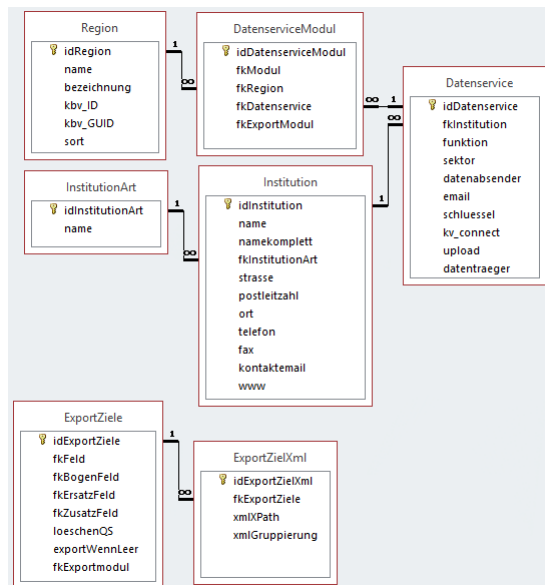 Region
idRegion
name
bezeichnung
kbv_ID
kbv_GUID
sort
1
∞
DatenserviceModul
idDatenserviceModul
fkModul
fkRegion
fkDatenservice
fkExportModul
∞
1
Datenservice
idDatenservice
fkInstitution
funktion
sektor
datenabsender
email
schluessel
kv_connect
upload
datentraeger
∞
1
InstitutionArt
idInstitutionArt
name
1
∞
Institution
idInstitution
name
namekomplett
fkInstitutionArt
strasse
postleitzahl
ort
telefon
fax
kontaktemail
www
ExportZiele
idExportZiele
fkFeld
fkBogenFeld
fkErsatzFeld
fkZusatzFeld
loeschenQS
exportWennLeer
fkExportmodul
1
∞
ExportZielXml
idExportZielXml
fkExportZiele
xmlXPath
xmlGruppierung